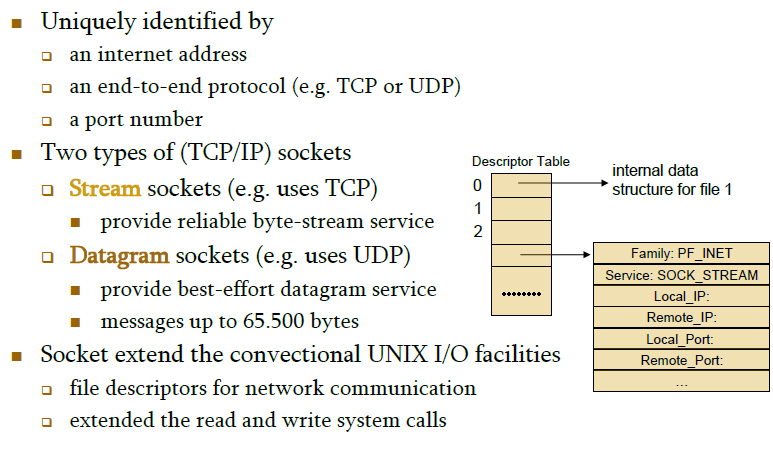 Uniquely identified by
an internet address
an end-to-end protocol (e.g. TCP or UDP)
a port number
Two types of (TCP/IP) sockets
Stream sockets (e.g. uses TCP)
provide reliable byte-stream service
Datagram sockets (e.g. uses UDP)
provide best-effort datagram service
messages up to 65.500 bytes
Socket extend the convectional UNIX I/O facilities
file descriptors for network communication
extended the read and write system calls
Descriptor Table
0
1
2
........
internal data
structure for file 1
Family: PF_INET
Service: SOCK_STREAM
Local_IP:
Remote_IP:
Local_Port:
Remote_Port:
...